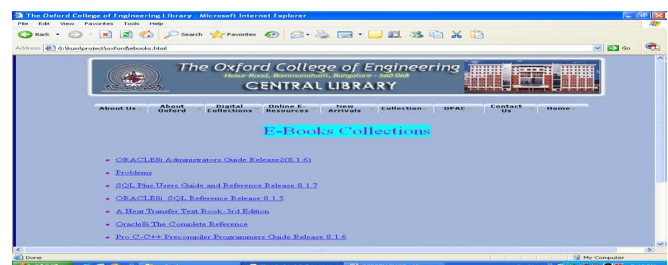 The Oxford College of Engineering Library - Microsoft Internet Explorer
File Edit View Favorites Tools Help
Back Search Favorites
Address G:\kum\project\oxford\ebooks.html Go
The Oxford College of Engineering
Hosur Road, Bommanahalli, Bangalore - 560 068
CENTRAL LIBRARY
About Us About Oxford Digital Collections Online E-Resources New Arrivals Collection OPAC Contact Us Home
E-Books Collections
ORACLE8i Administrators Guide Release2(8.1.6)
Problems
SQL Plus Users Guide and Reference Release 8.1.7
ORACLE8i SQL Reference Release 8.1.5
A Heat Transfer Text Book-3rd Edition
Oracle8i The Complete Reference
Pro C-C++ Precompiler Programmers Guide Release 8.1.6
Done My Computer